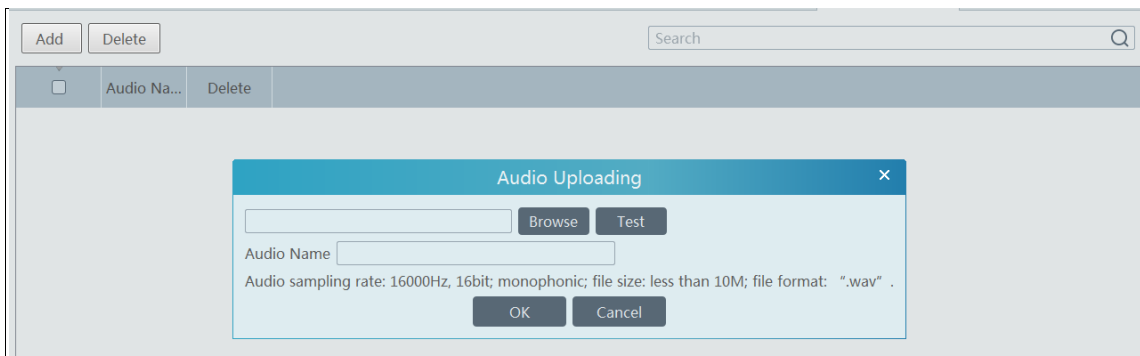 Add Delete Search
Audio Na... Delete
Audio Uploading ×
Browse Test
Audio Name
Audio sampling rate: 16000Hz, 16bit; monophonic; file size: less than 10M; file format: “.wav” .
OK Cancel